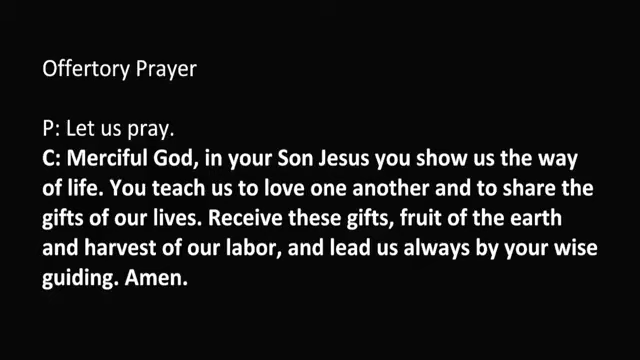 Offertory Prayer
P: Let us pray.
C: Merciful God, in your Son Jesus you show us the way
of life. You teach us to love one another and to share the
gifts of our lives. Receive these gifts, fruit of the earth
and harvest of our labor, and lead us always by your wise
guiding. Amen.